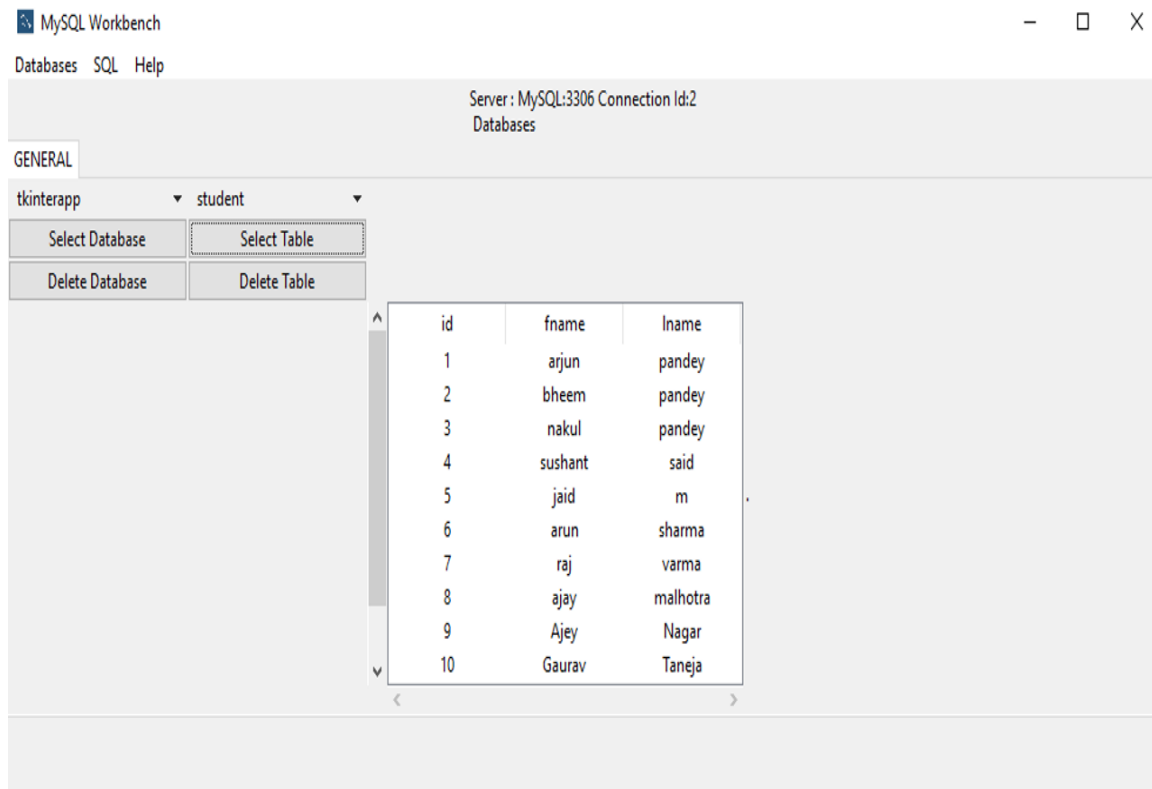 MySQL Workbench
Databases SQL Help
Server : MySQL:3306 Connection Id:2
Databases
GENERAL
tkinterapp student
Select Database Select Table
Delete Database Delete Table
id fname lname
1 arjun pandey
2 bheem pandey
3 nakul pandey
4 sushant said
5 jaid m
6 arun sharma
7 raj varma
8 ajay malhotra
9 Ajey Nagar
10 Gaurav Taneja